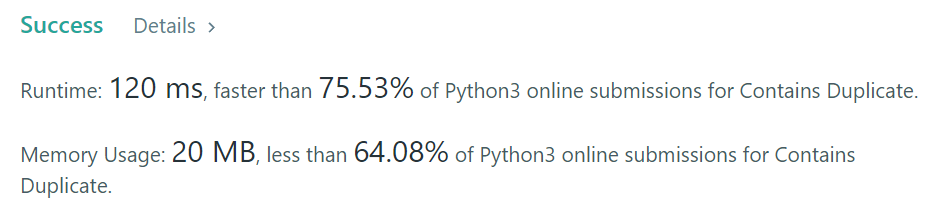 Success Details >
Runtime: 120 ms, faster than 75.53% of Python3 online submissions for Contains Duplicate.
Memory Usage: 20 MB, less than 64.08% of Python3 online submissions for Contains
Duplicate.